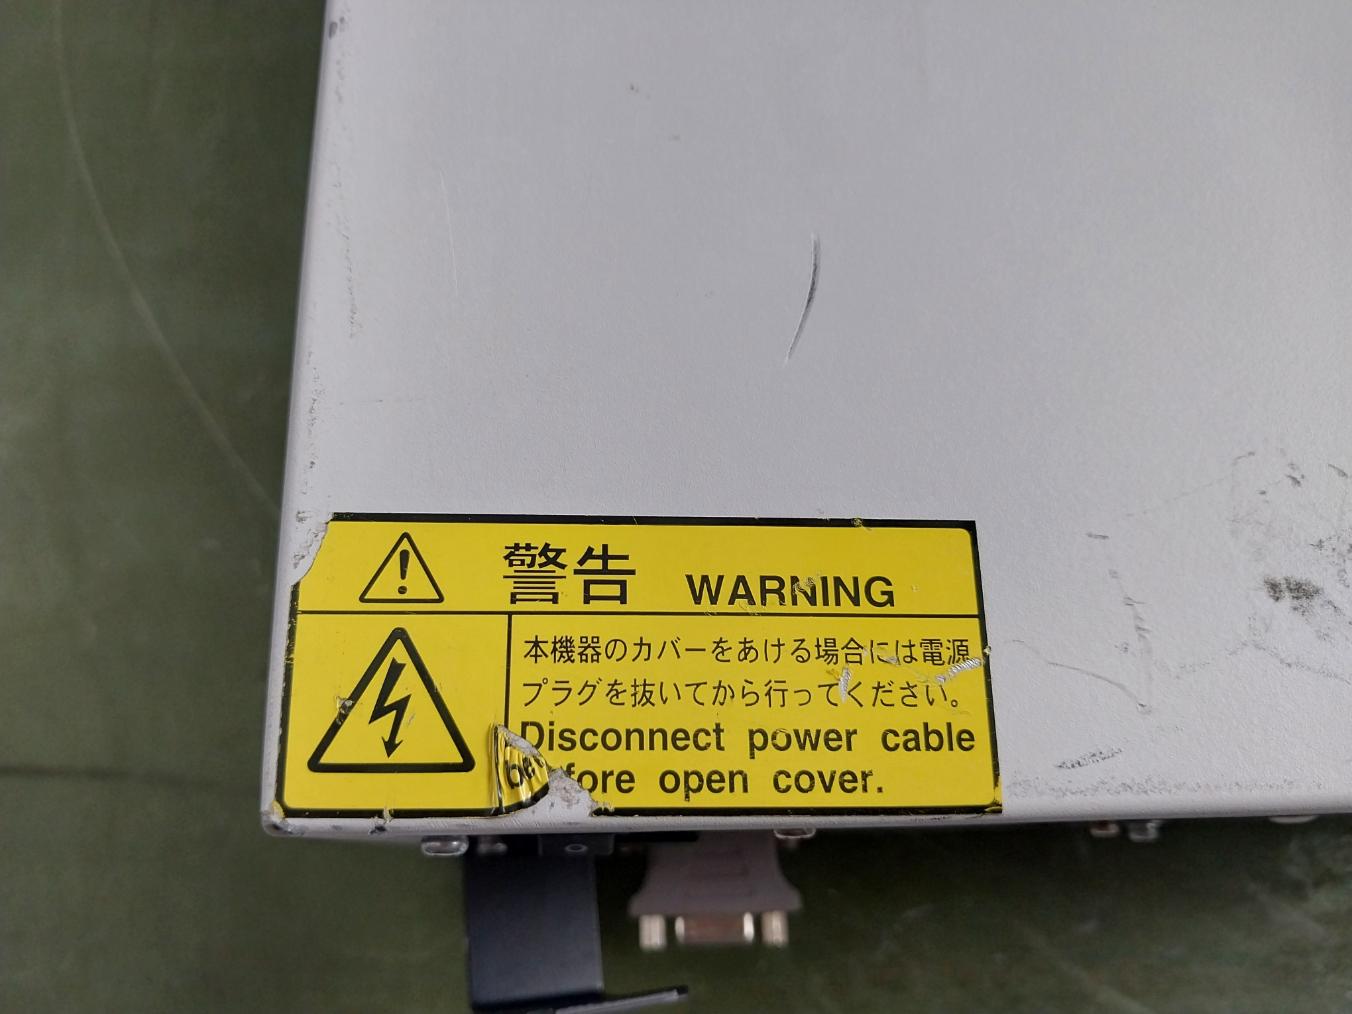 警告 WARNING
本機器のカバーをあける場合には電源
プラグを抜いてから行ってください。
Disconnect power cable
before open cover.